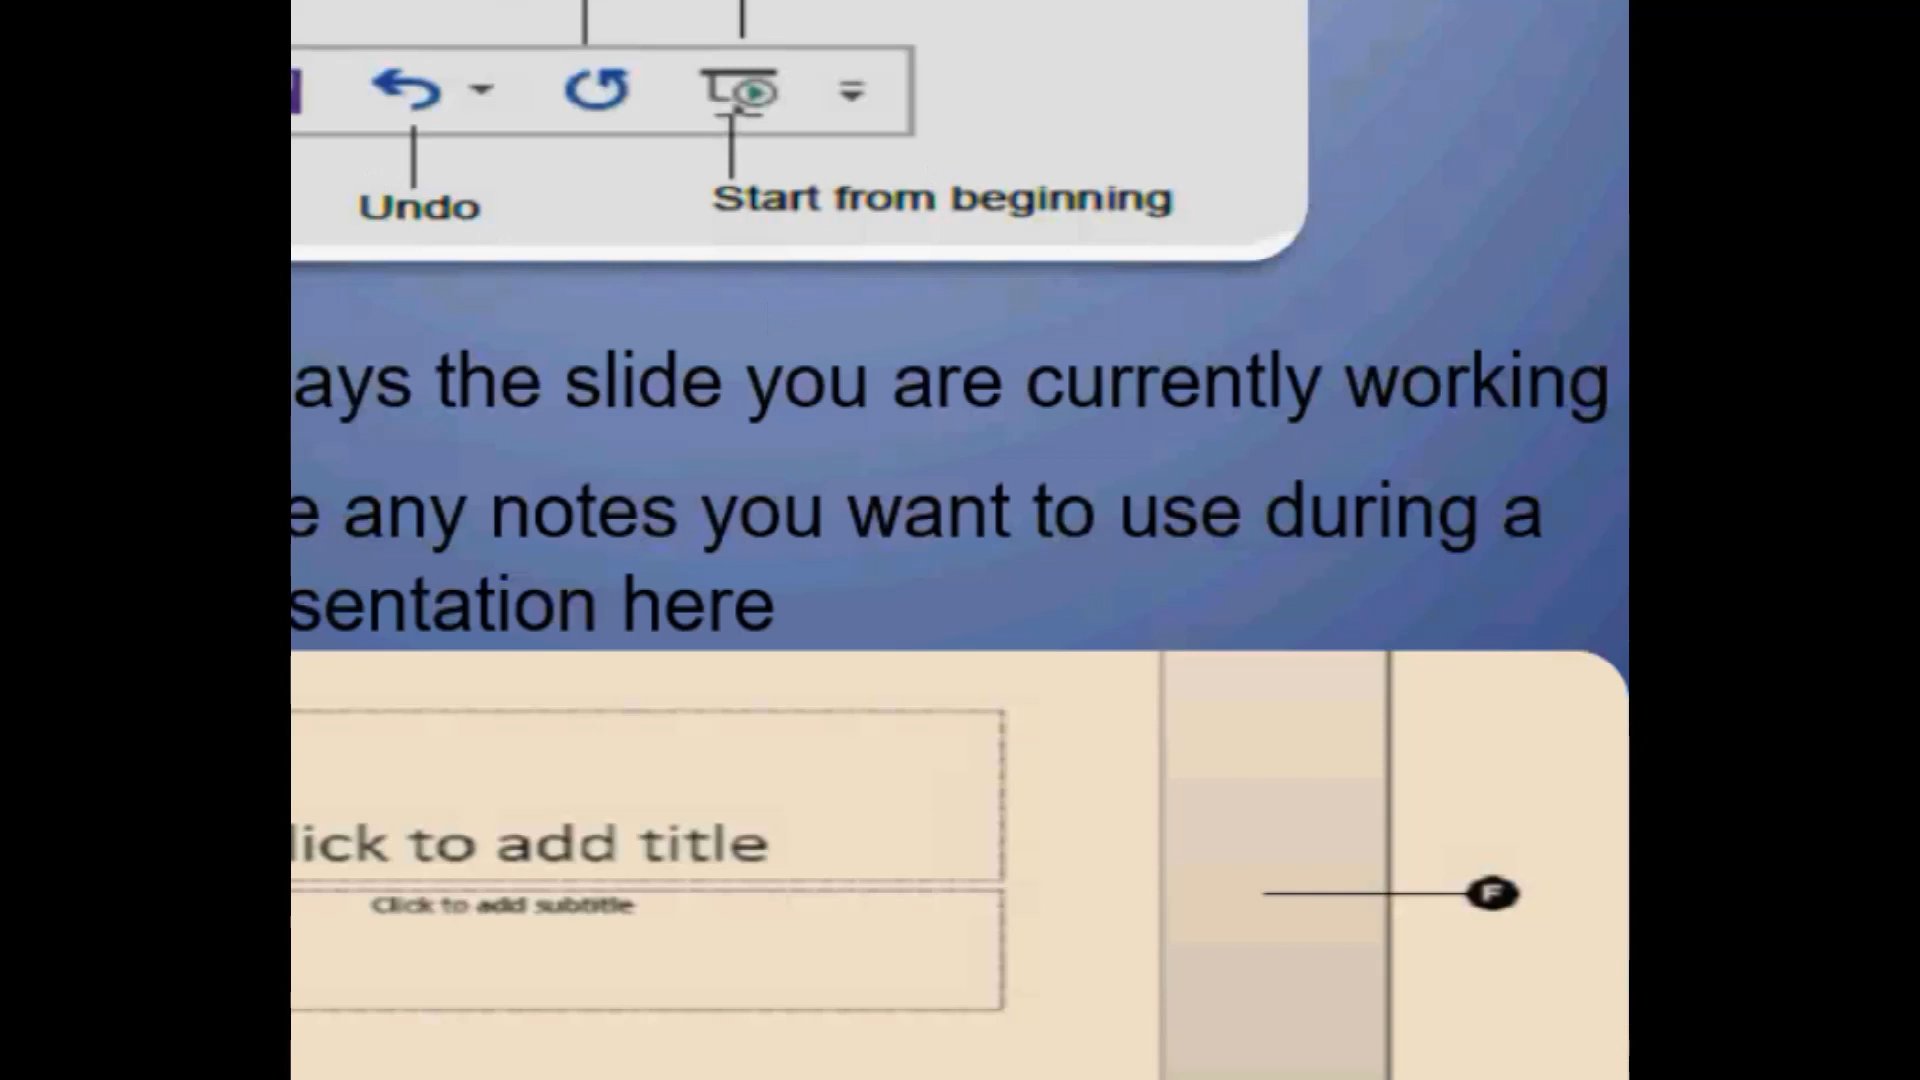 Undo
Start from beginning
ays the slide you are currently working
e any notes you want to use during a
sentation here
lick to add title
Click to add subtitle
F